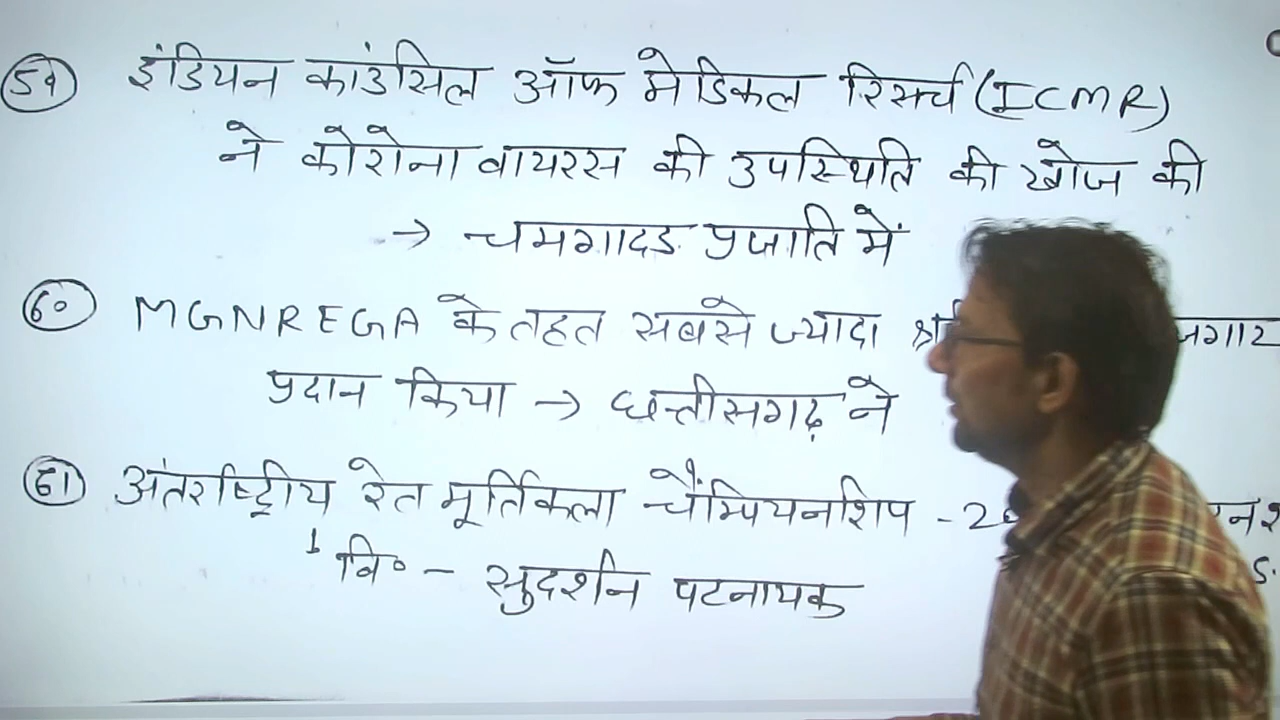 59 इंडियन काउंसिल ऑफ मेडिकल रिसर्च (ICMR)
ने कोरोना वायरस की उपस्थिति की खोज की
→ चमगादड प्रजाति में
60 MGNREGA के तहत सबसे ज्यादा
प्रदान किया → छत्तीसगढ़ ने
61 अंतर्राष्ट्रीय रेत मूर्तिकला चैंम्पियनशिप -
वि० - सुदर्शन पटनायक